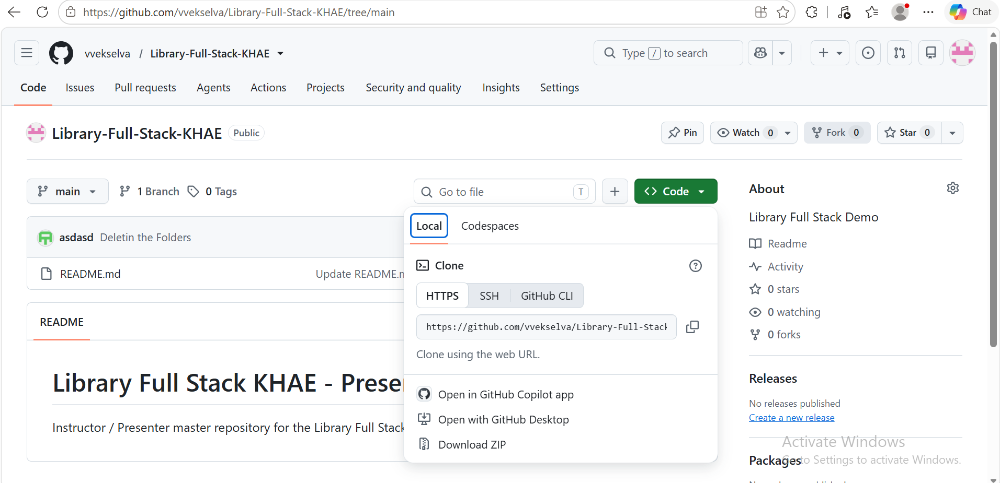 https://github.com/vvekselva/Library-Full-Stack-KHAE/tree/main
Chat
vvekselva / Library-Full-Stack-KHAE
Type / to search
Code Issues Pull requests Agents Actions Projects Security and quality Insights Settings
Library-Full-Stack-KHAE Public
Pin Watch 0 Fork 0 Star 0
main 1 Branch 0 Tags
Go to file T
Code
asdasd Deletin the Folders
README.md Update README.m
README
Library Full Stack KHAE - Prese
Instructor / Presenter master repository for the Library Full Stack
Local Codespaces
Clone
HTTPS SSH GitHub CLI
https://github.com/vvekselva/Library-Full-Stack
Clone using the web URL.
Open in GitHub Copilot app
Open with GitHub Desktop
Download ZIP
About
Library Full Stack Demo
Readme
Activity
0 stars
0 watching
0 forks
Releases
No releases published
Create a new release
Activate Windows
Packages
Go to Settings to activate Windows.